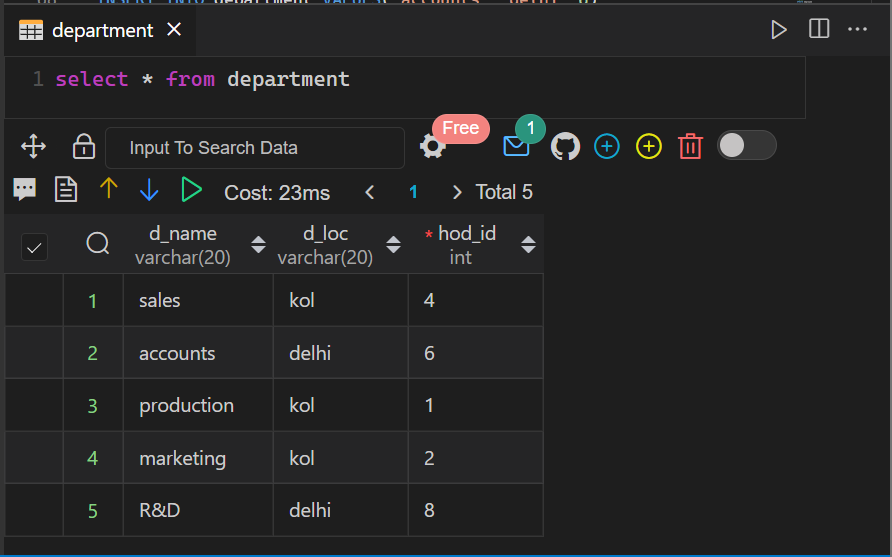 department
1 select * from department
Free
1
Input To Search Data
Cost: 23ms
1
Total 5
d_name d_loc * hod_id
varchar(20) varchar(20) int
1 sales kol 4
2 accounts delhi 6
3 production kol 1
4 marketing kol 2
5 R&D delhi 8